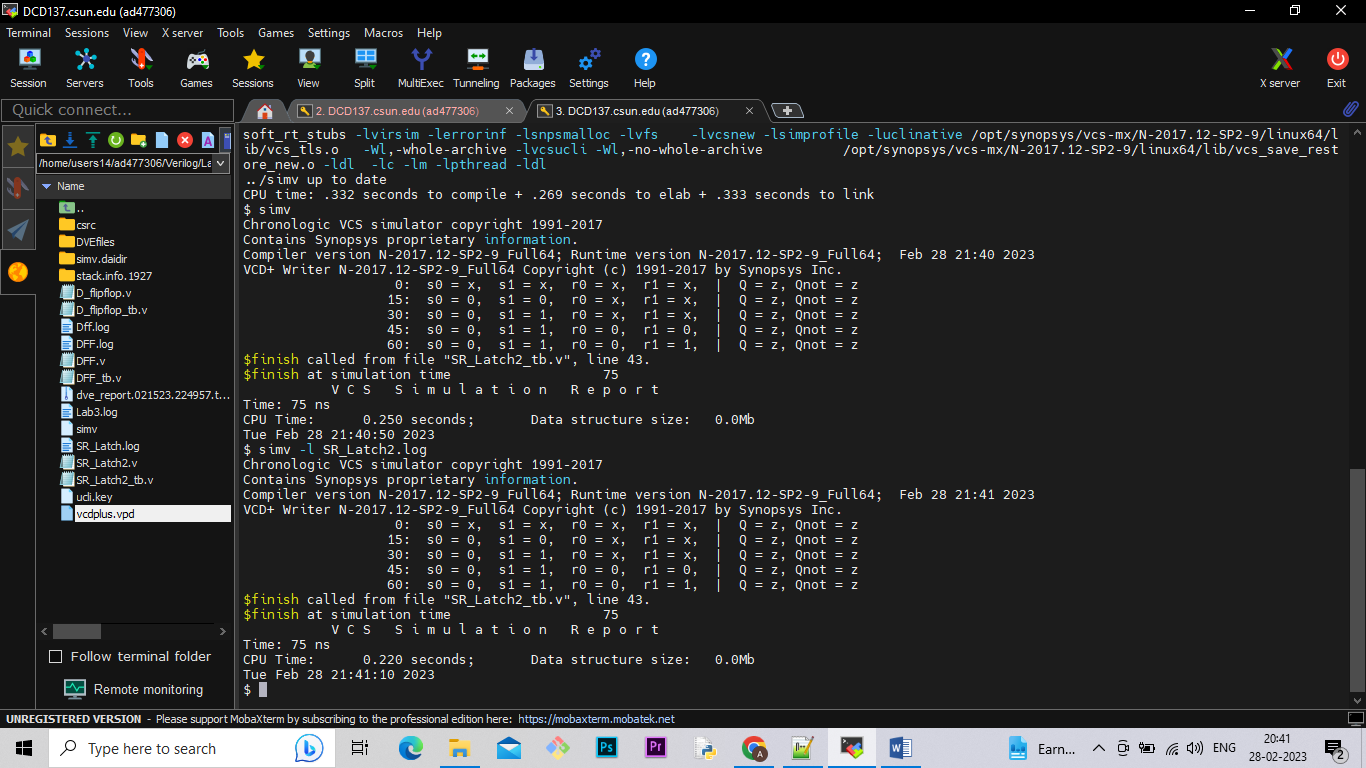 DCD137.csun.edu (ad477306)
Terminal Sessions View X server Tools Games Settings Macros Help
Session Servers Tools Games Sessions View Split MultiExec Tunneling Packages Settings Help X server Exit
Quick connect...
2. DCD137.csun.edu (ad477306)
3. DCD137.csun.edu (ad477306)
/home/users14/ad477306/Verilog/La
Name
..
csrc
DVEfiles
simv.daidir
stack.info.1927
D_flipflop.v
D_flipflop_tb.v
Dff.log
DFF.log
DFF.v
DFF_tb.v
dve_report.021523.224957.t...
Lab3.log
simv
SR_Latch.log
SR_Latch2.v
SR_Latch2_tb.v
ucli.key
vcdplus.vpd
Follow terminal folder
Remote monitoring
soft_rt_stubs -lvirsim -lerrorinf -lsnpsmalloc -lvfs    -lvcsnew -lsimprofile -luclinative /opt/synopsys/vcs-mx/N-2017.12-SP2-9/linux64/l
ib/vcs_tls.o   -Wl,-whole-archive -lvcsucli -Wl,-no-whole-archive          /opt/synopsys/vcs-mx/N-2017.12-SP2-9/linux64/lib/vcs_save_rest
ore_new.o -ldl  -lc -lm -lpthread -ldl
../simv up to date
CPU time: .332 seconds to compile + .269 seconds to elab + .333 seconds to link
$ simv
Chronologic VCS simulator copyright 1991-2017
Contains Synopsys proprietary information.
Compiler version N-2017.12-SP2-9_Full64; Runtime version N-2017.12-SP2-9_Full64;  Feb 28 21:40 2023
VCD+ Writer N-2017.12-SP2-9_Full64 Copyright (c) 1991-2017 by Synopsys Inc.
0:  s0 = x,  s1 = x,  r0 = x,  r1 = x,  |  Q = z, Qnot = z
15:  s0 = 0,  s1 = 0,  r0 = x,  r1 = x,  |  Q = z, Qnot = z
30:  s0 = 0,  s1 = 1,  r0 = x,  r1 = x,  |  Q = z, Qnot = z
45:  s0 = 0,  s1 = 1,  r0 = 0,  r1 = 0,  |  Q = z, Qnot = z
60:  s0 = 0,  s1 = 1,  r0 = 0,  r1 = 1,  |  Q = z, Qnot = z
$finish called from file "SR_Latch2_tb.v", line 43.
$finish at simulation time                   75
V C S   S i m u l a t i o n   R e p o r t
Time: 75 ns
CPU Time:      0.250 seconds;       Data structure size:   0.0Mb
Tue Feb 28 21:40:50 2023
$ simv -l SR_Latch2.log
Chronologic VCS simulator copyright 1991-2017
Contains Synopsys proprietary information.
Compiler version N-2017.12-SP2-9_Full64; Runtime version N-2017.12-SP2-9_Full64;  Feb 28 21:41 2023
VCD+ Writer N-2017.12-SP2-9_Full64 Copyright (c) 1991-2017 by Synopsys Inc.
0:  s0 = x,  s1 = x,  r0 = x,  r1 = x,  |  Q = z, Qnot = z
15:  s0 = 0,  s1 = 0,  r0 = x,  r1 = x,  |  Q = z, Qnot = z
30:  s0 = 0,  s1 = 1,  r0 = x,  r1 = x,  |  Q = z, Qnot = z
45:  s0 = 0,  s1 = 1,  r0 = 0,  r1 = 0,  |  Q = z, Qnot = z
60:  s0 = 0,  s1 = 1,  r0 = 0,  r1 = 1,  |  Q = z, Qnot = z
$finish called from file "SR_Latch2_tb.v", line 43.
$finish at simulation time                   75
V C S   S i m u l a t i o n   R e p o r t
Time: 75 ns
CPU Time:      0.220 seconds;       Data structure size:   0.0Mb
Tue Feb 28 21:41:10 2023
$
UNREGISTERED VERSION - Please support MobaXterm by subscribing to the professional edition here: https://mobaxterm.mobatek.net
Type here to search
Ps
Pr
A
W
Earn...
ENG
20:41
28-02-2023
2